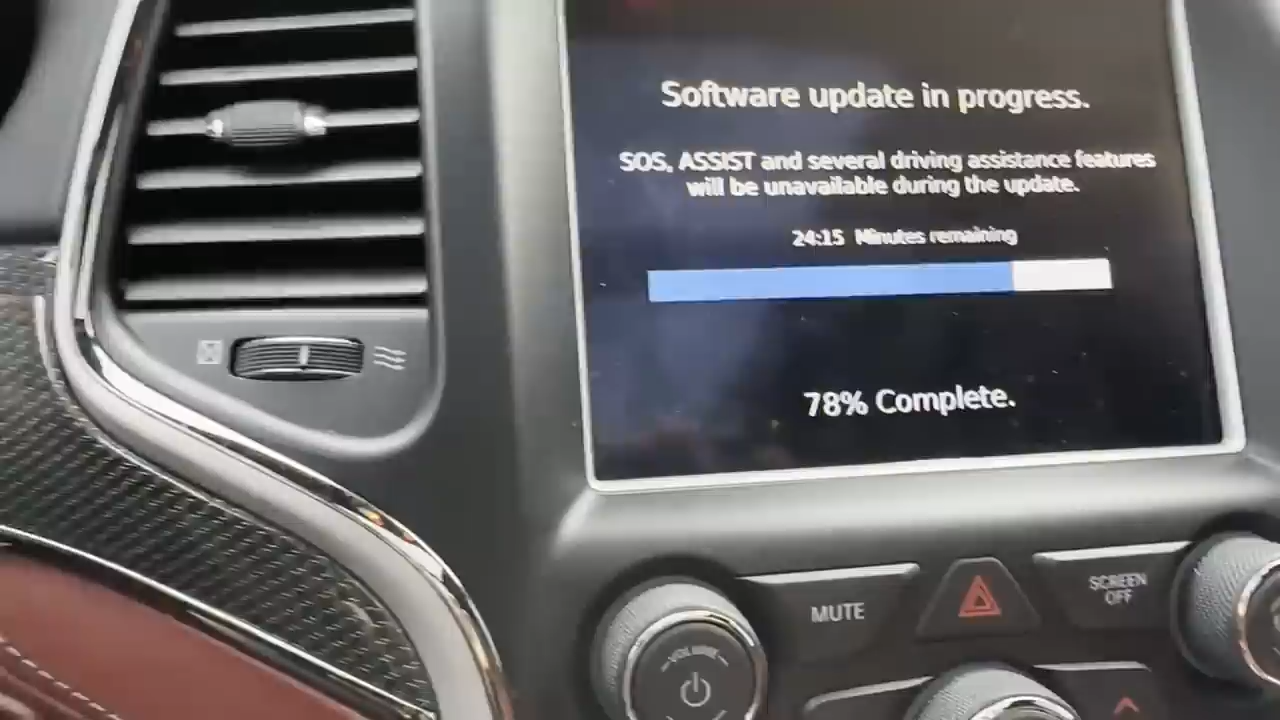 Software update in progress.
SOS, ASSIST and several driving assistance features
will be unavailable during the update.
24:15 Minutes remaining
78% Complete.
MUTE
SCREEN
OFF
VOLUME